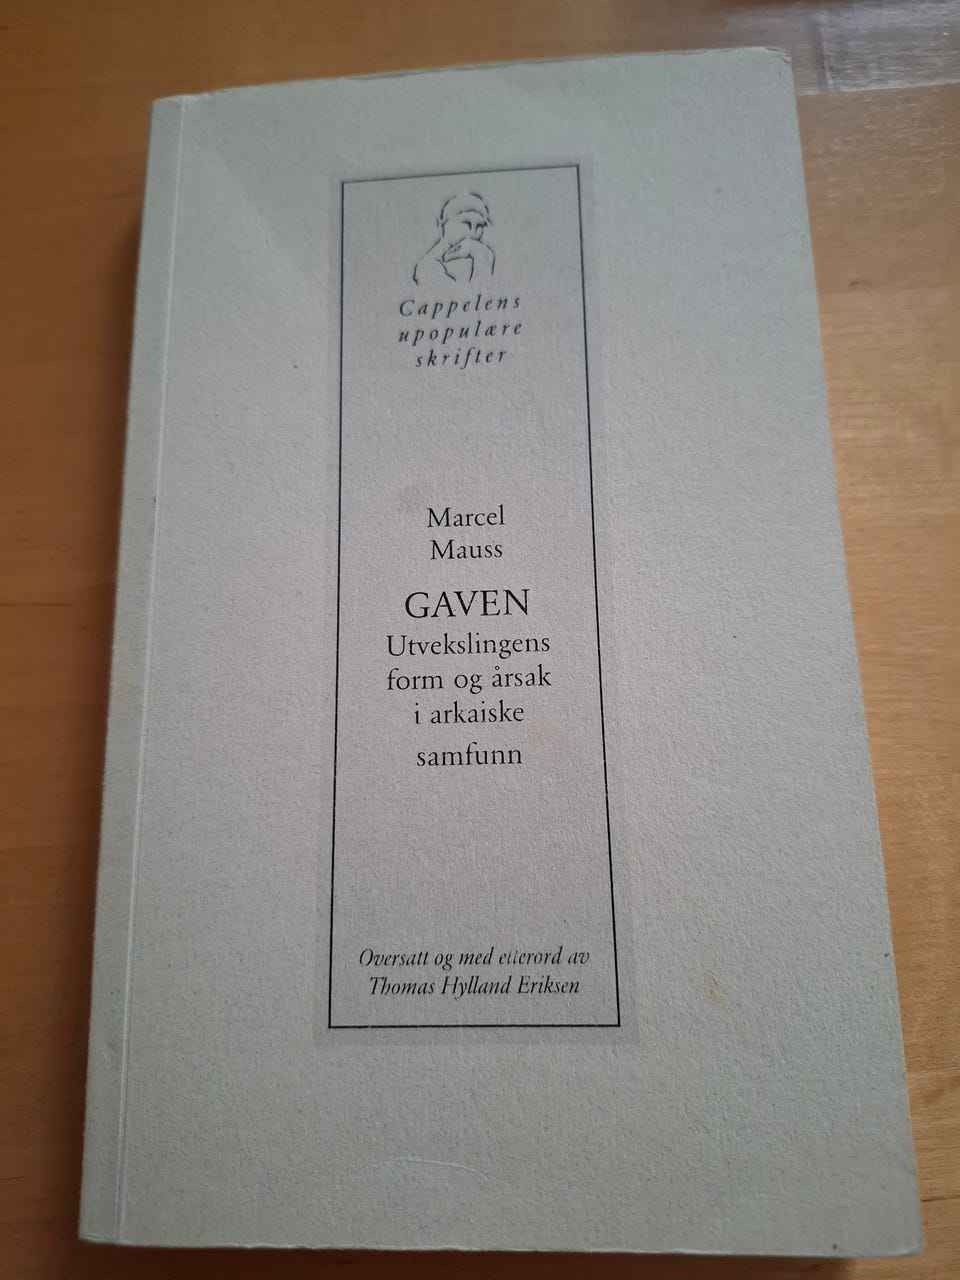 Cappelens
upopulære
skrifter
Marcel
Mauss
GAVEN
Utvekslingens
form og årsak
i arkaiske
samfunn
Oversatt og med etterord av
Thomas Hylland Eriksen